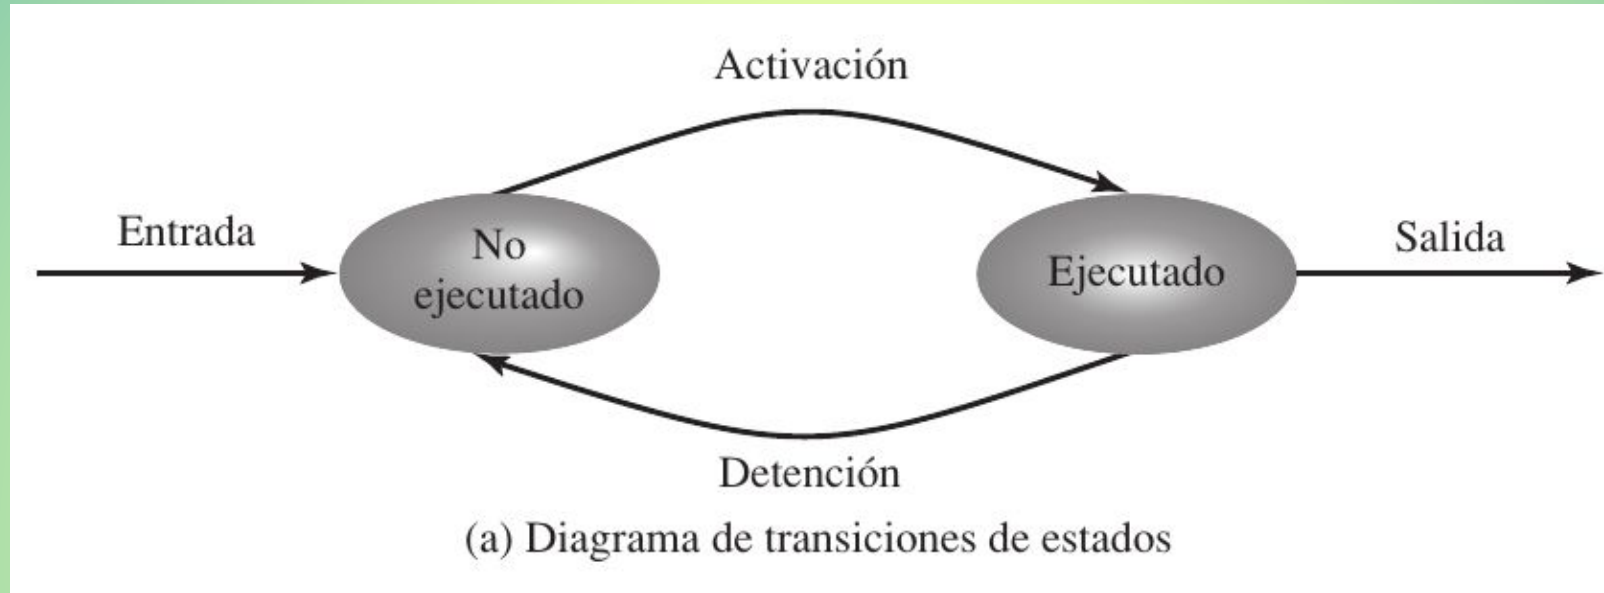 Activación
Entrada
No
ejecutado
Ejecutado
Salida
Detención
(a) Diagrama de transiciones de estados